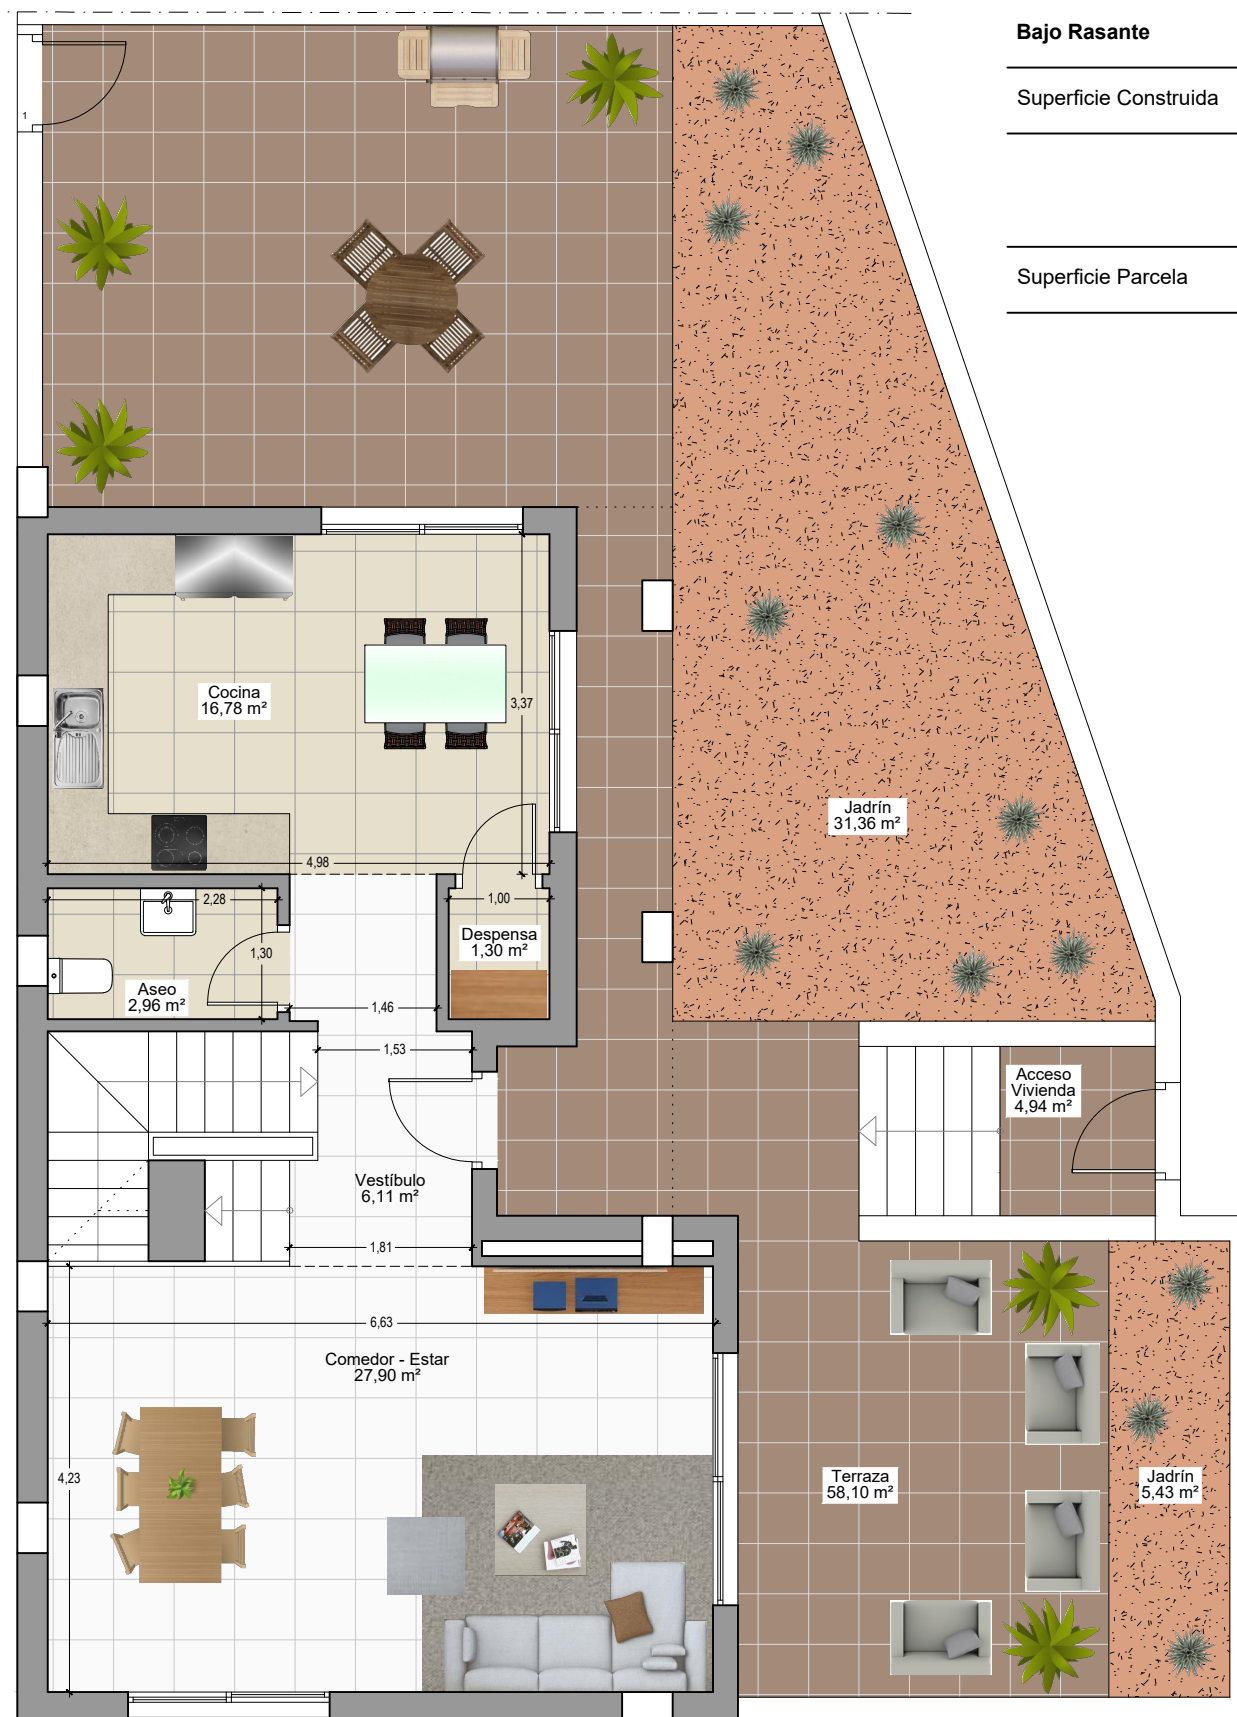 Bajo Rasante
Superficie Construida
1
Superficie Parcela
Cocina
16,78 m²
3,37
4,98
Jadrín
31,36 m²
2,28
1,00
1,30
Despensa
1,30 m²
Aseo
2,96 m²
1,46
1,53
Acceso
Vivienda
4,94 m²
Vestíbulo
6,11 m²
1,81
6,63
Comedor - Estar
27,90 m²
4,23
Terraza
58,10 m²
Jadrín
5,43 m²